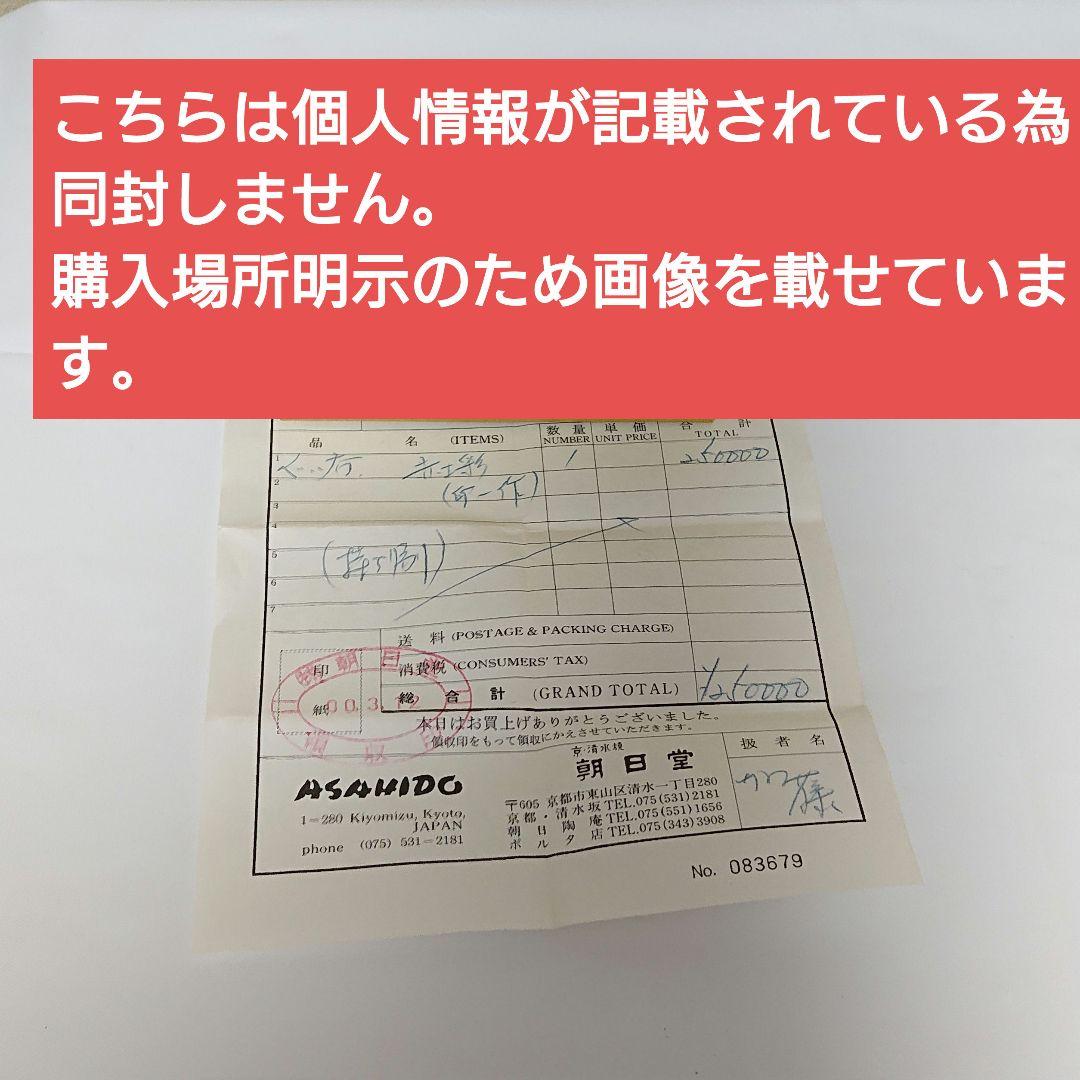 こちらは個人情報が記載されている為
同封しません。
購入場所明示のため画像を載せていま
す。
品 名 (ITEMS) 数量 NUMBER 単価 UNIT PRICE 合計 TOTAL
1 1 250000
2
3
4
5
6
7
送 料 (POSTAGE & PACKING CHARGE)
消費税 (CONSUMERS' TAX)
総 合 計 (GRAND TOTAL) ¥250000
印
紙
朝日
00.3.12
本日はお買上げありがとうございました。
領収印をもって領収にかえさせていただきます。
ASAHIDO
1=280 Kiyomizu, Kyoto,
JAPAN
phone (075) 531=2181
京・清水焼
朝日堂
〒605 京都市東山区清水一丁目280
京都・清水坂 TEL.075(531)2181
朝日陶庵 TEL.075(551)1656
ポルタ店 TEL.075(343)3908
扱者名
No. 083679